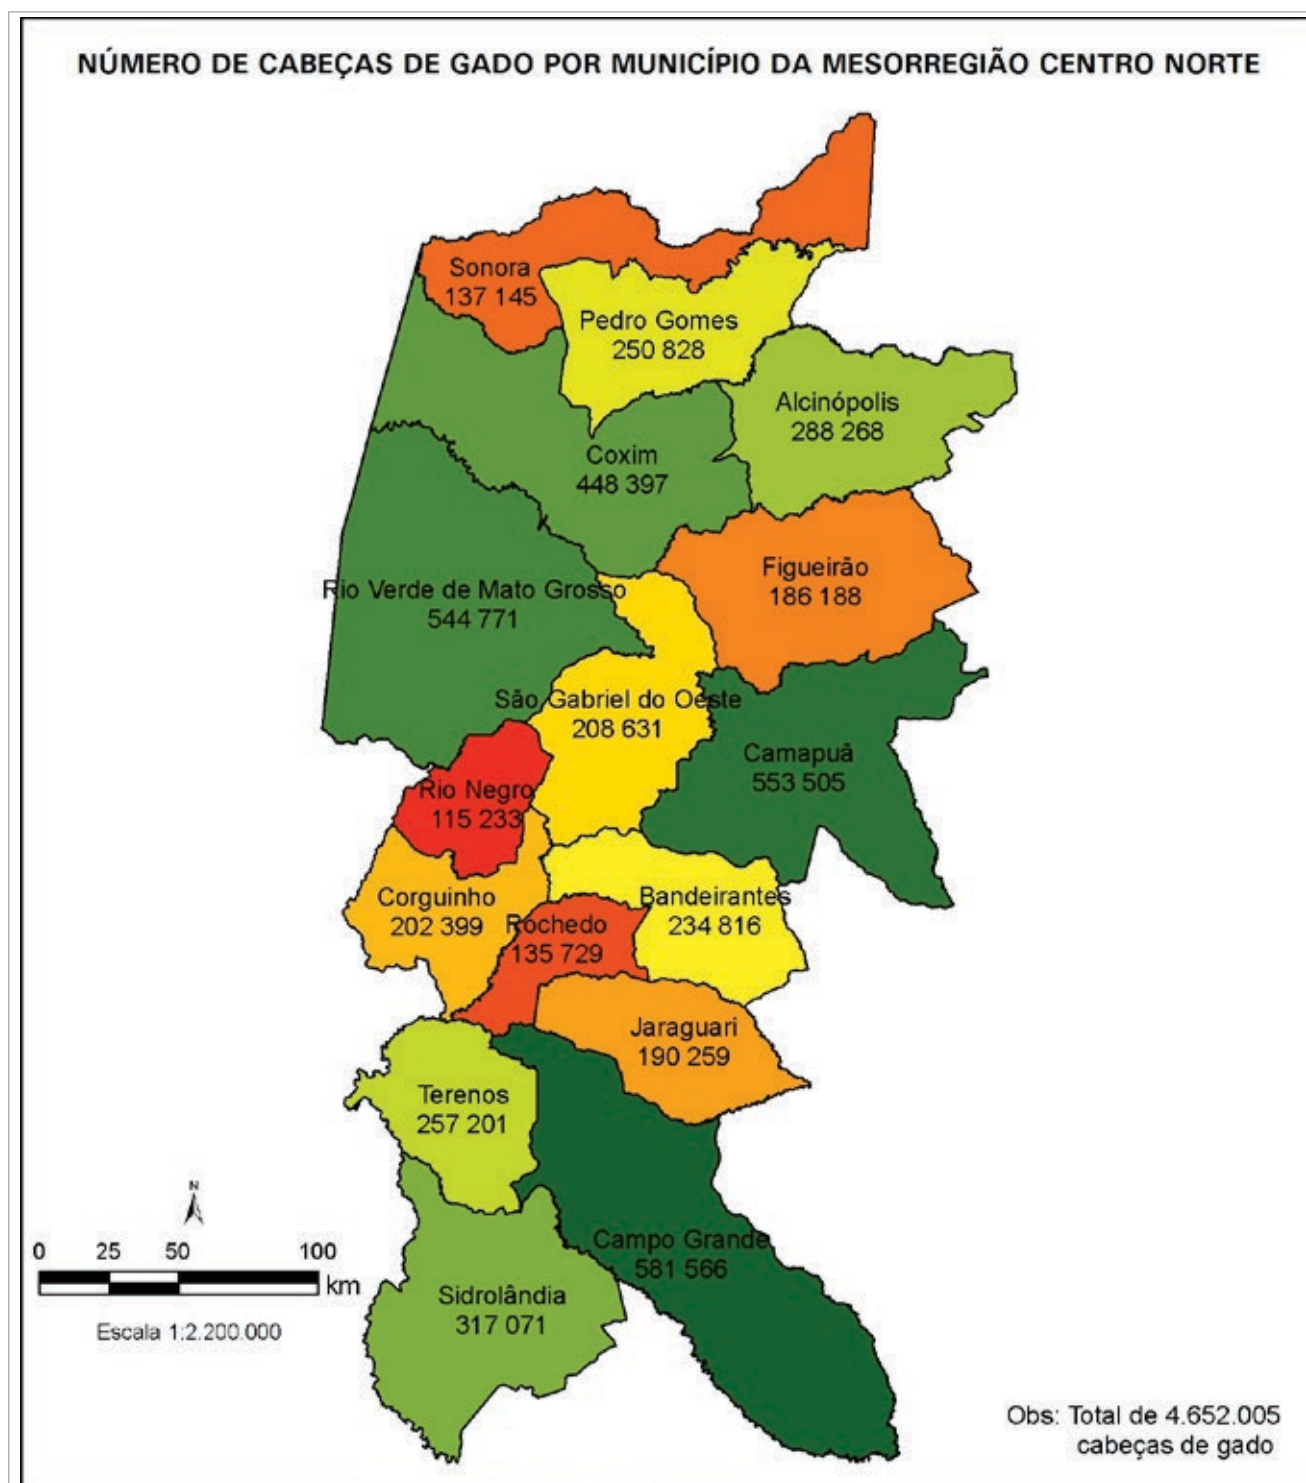 NÚMERO DE CABEÇAS DE GADO POR MUNICÍPIO DA MESORREGIÃO CENTRO NORTE
Sonora
137 145
Pedro Gomes
250 828
Alcinópolis
288 268
Coxim
448 397
Figueirão
186 188
Rio Verde de Mato Grosso
544 771
São Gabriel do Oeste
208 631
Camapuã
553 505
Rio Negro
115 233
Corguinho
202 399
Bandeirantes
234 816
Rochedo
135 729
Jaraguari
190 259
Terenos
257 201
Campo Grande
581 566
Sidrolândia
317 071
N
0 25 50 100
km
Escala 1:2.200.000
Obs: Total de 4.652.005
cabeças de gado